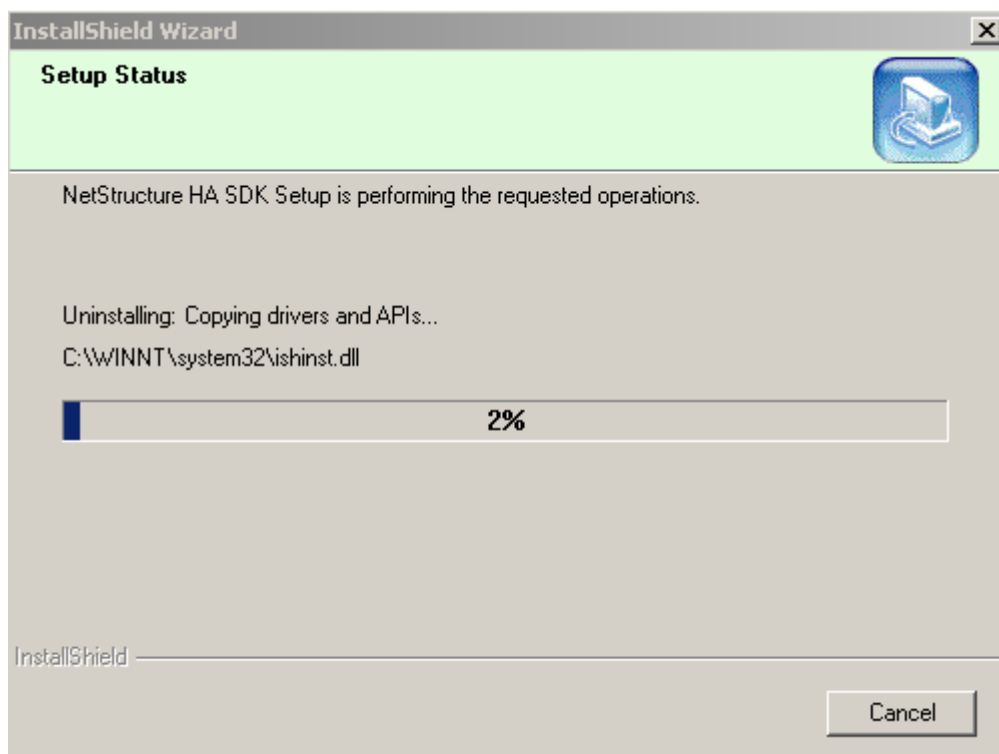 InstallShield Wizard
Setup Status
NetStructure HA SDK Setup is performing the requested operations.
Uninstalling: Copying drivers and APIs...
C:\WINNT\system32\ishinst.dll
2%
InstallShield
Cancel